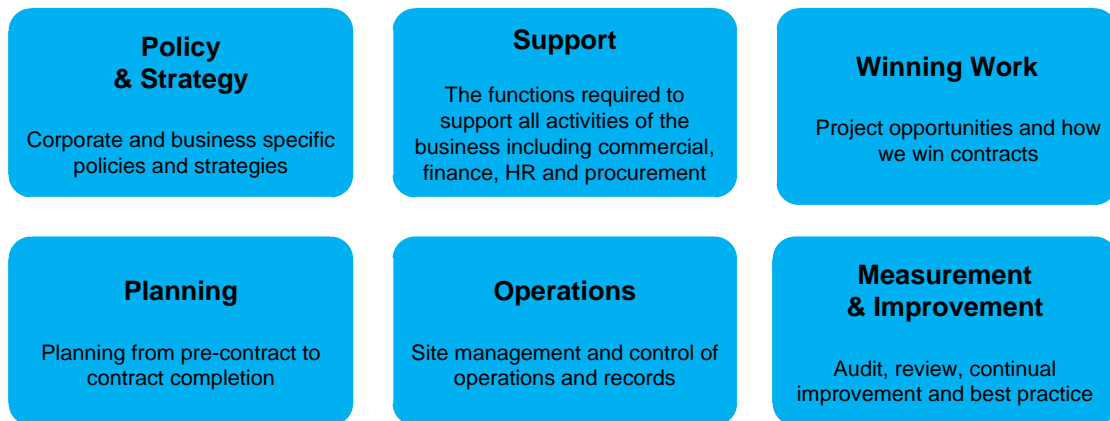 Policy
& Strategy
Corporate and business specific
policies and strategies
Support
The functions required to
support all activities of the
business including commercial,
finance, HR and procurement
Winning Work
Project opportunities and how
we win contracts
Planning
Planning from pre-contract to
contract completion
Operations
Site management and control of
operations and records
Measurement
& Improvement
Audit, review, continual
improvement and best practice